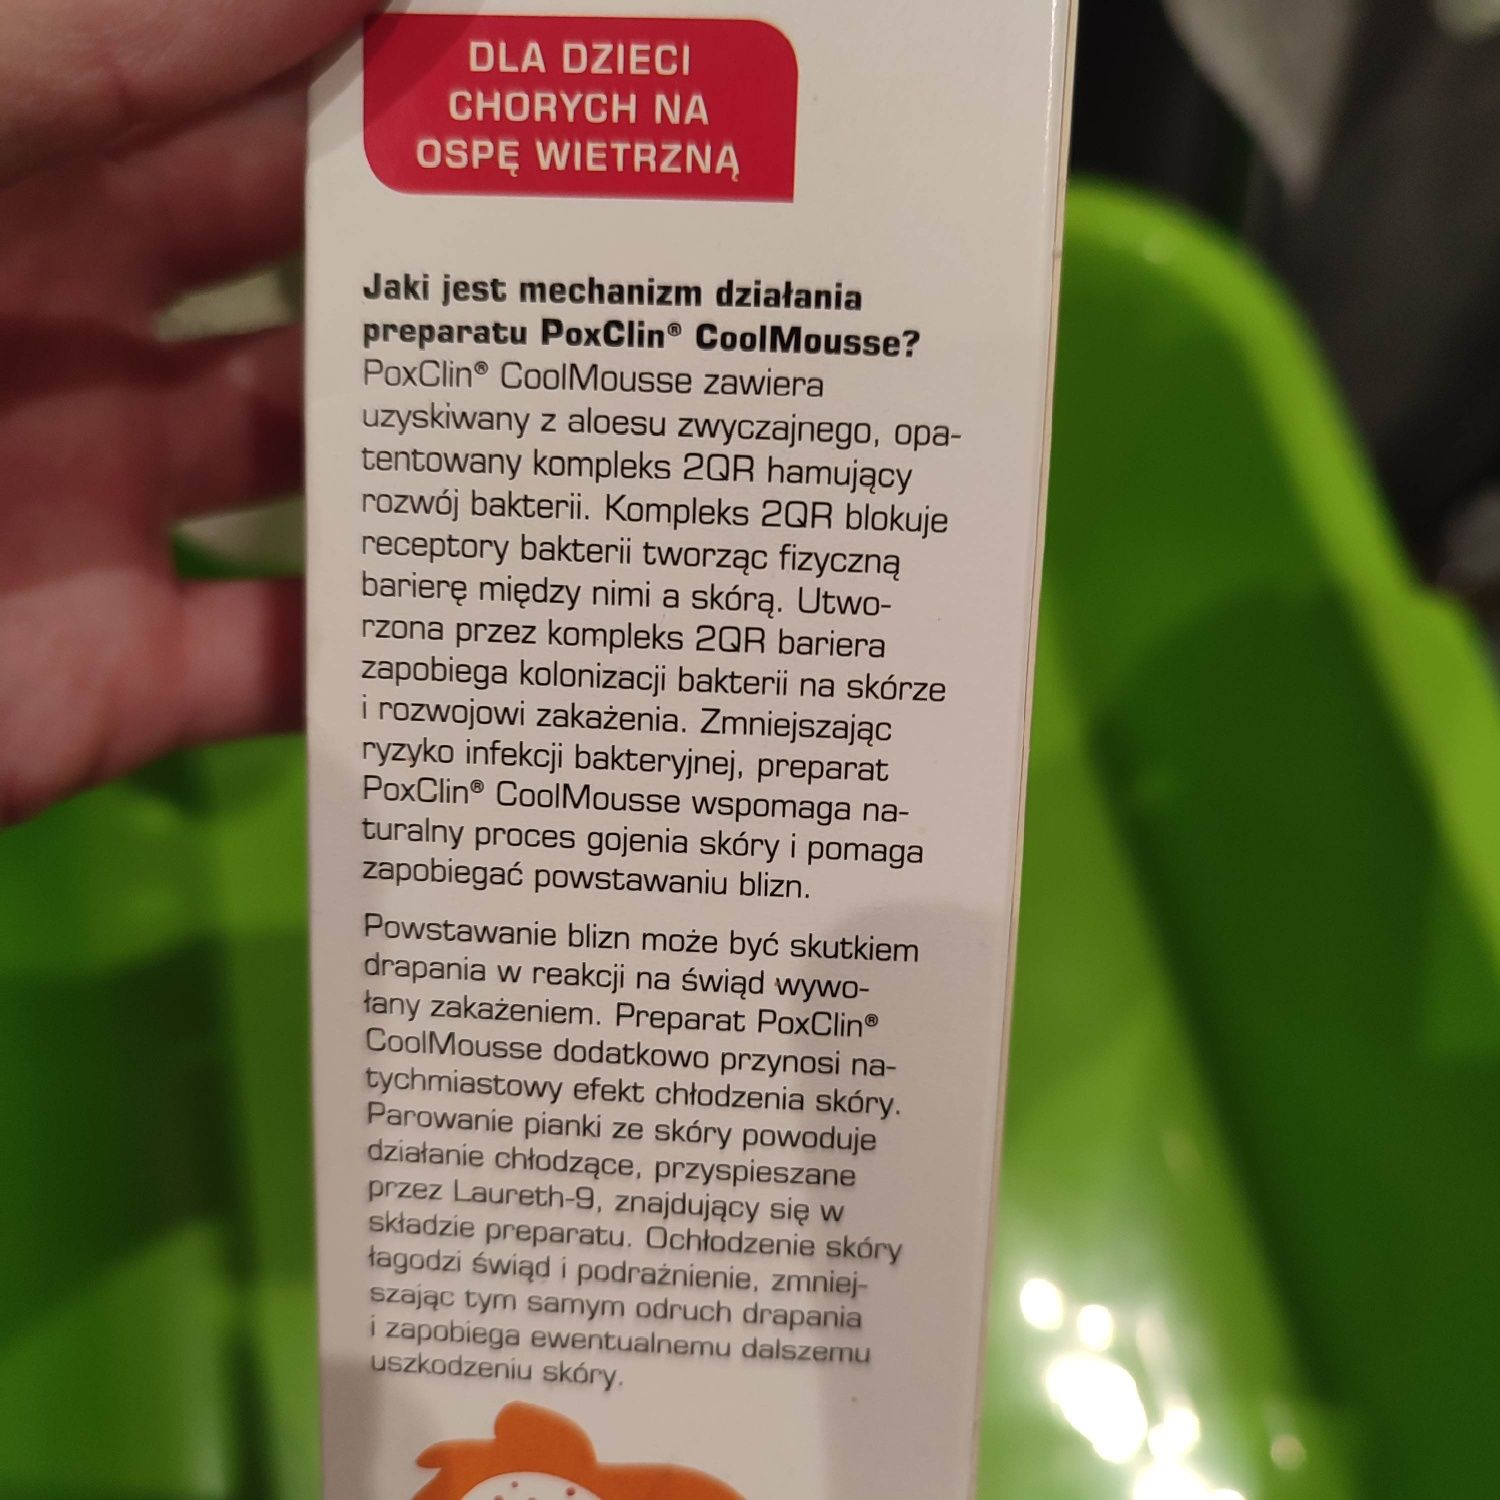 DLA DZIECI
CHORYCH NA
OSPĘ WIETRZNĄ
Jaki jest mechanizm działania
preparatu PoxClin® CoolMousse?
PoxClin® CoolMousse zawiera
uzyskiwany z aloesu zwyczajnego, opa-
tentowany kompleks 2QR hamujący
rozwój bakterii. Kompleks 2QR blokuje
receptory bakterii tworząc fizyczną
barierę między nimi a skórą. Utwo-
rzona przez kompleks 2QR bariera
zapobiega kolonizacji bakterii na skórze
i rozwojowi zakażenia. Zmniejszając
ryzyko infekcji bakteryjnej, preparat
PoxClin® CoolMousse wspomaga na-
turalny proces gojenia skóry i pomaga
zapobiegać powstawaniu blizn.
Powstawanie blizn może być skutkiem
drapania w reakcji na świąd wywo-
łany zakażeniem. Preparat PoxClin®
CoolMousse dodatkowo przynosi na-
tychmiastowy efekt chłodzenia skóry.
Parowanie pianki ze skóry powoduje
działanie chłodzące, przyspieszane
przez Laureth-9, znajdujący się w
składzie preparatu. Ochłodzenie skóry
łagodzi świąd i podrażnienie, zmniej-
szając tym samym odruch drapania
i zapobiega ewentualnemu dalszemu
uszkodzeniu skóry.